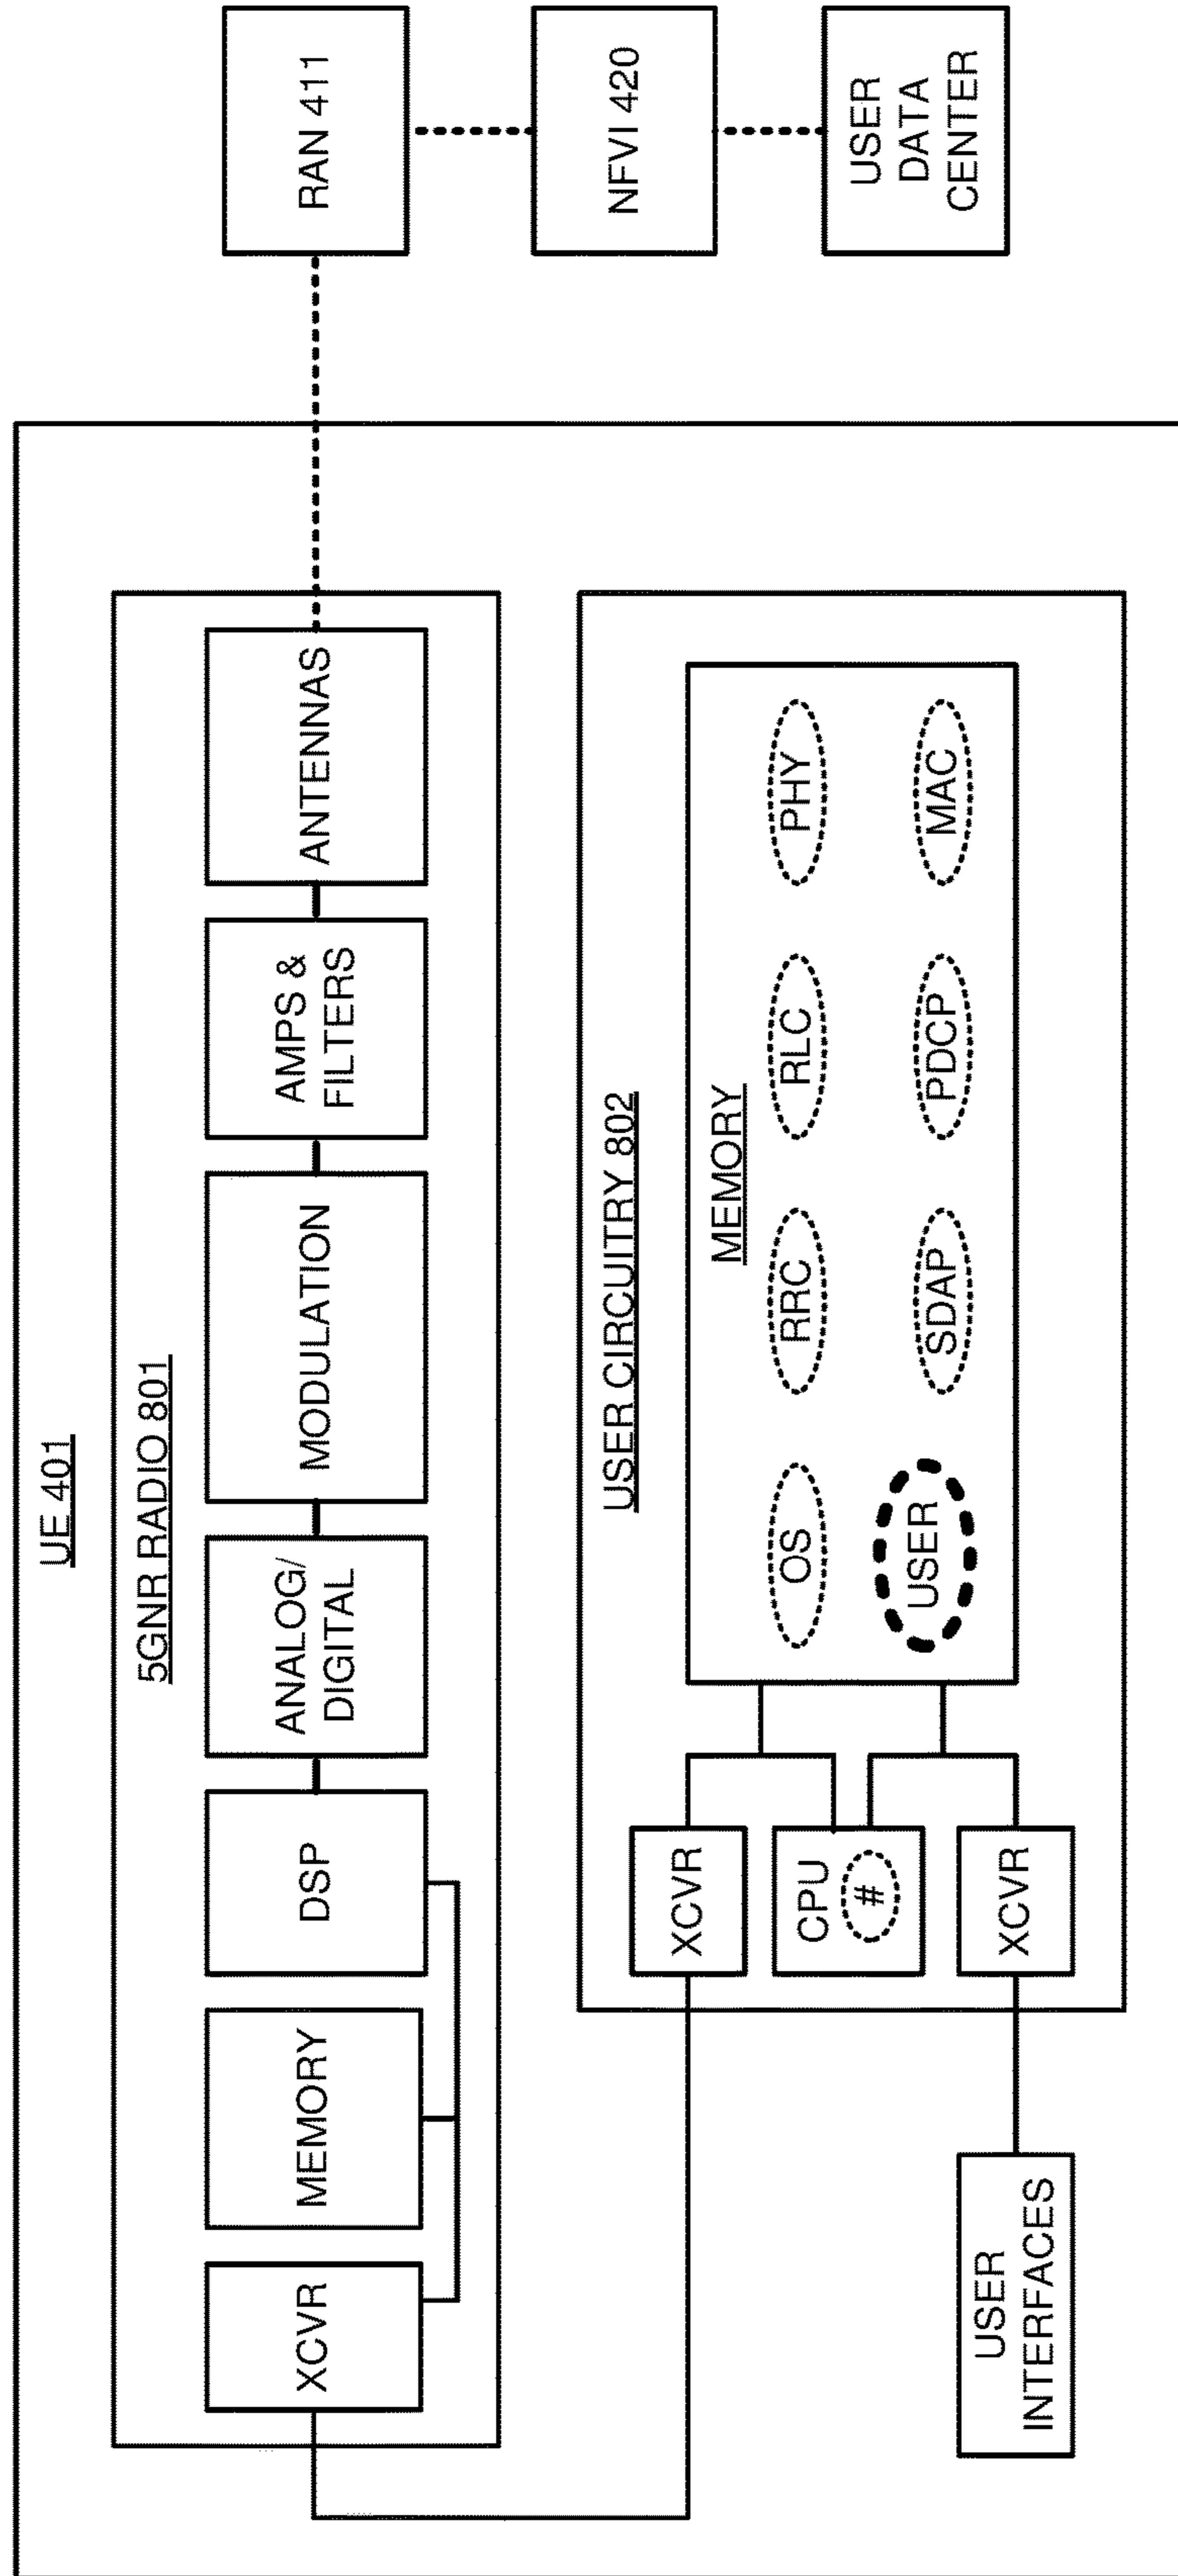 UE 401
5GNR RADIO 801
XCVR
MEMORY
DSP
ANALOG/
DIGITAL
MODULATION
AMPS &
FILTERS
ANTENNAS
RAN 411
NFVI 420
USER
DATA
CENTER
USER CIRCUITRY 802
XCVR
CPU
#
XCVR
MEMORY
OS
RRC
RLC
PHY
USER
SDAP
PDCP
MAC
USER
INTERFACES